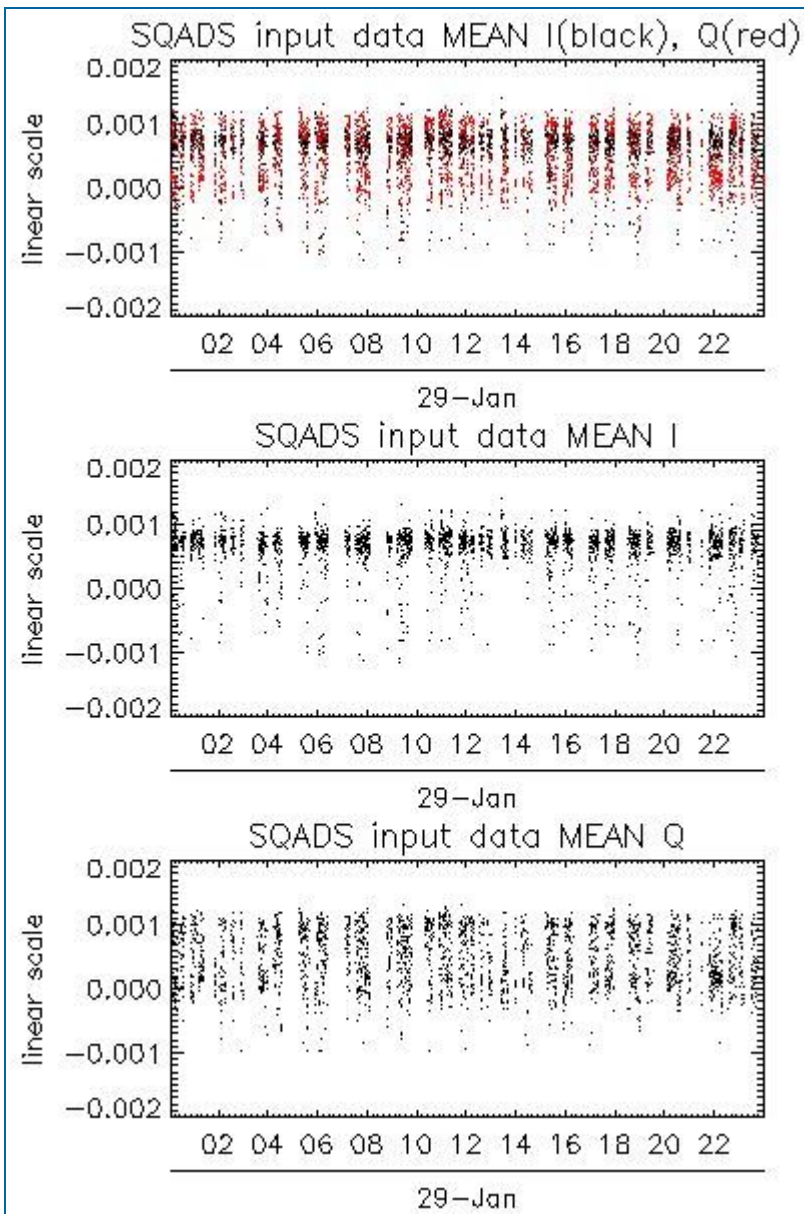 SQADS input data MEAN I(black), Q(red)
0.002
0.001
0.000
-0.001
-0.002
linear scale
02 04 06 08 10 12 14 16 18 20 22
29-Jan
SQADS input data MEAN I
0.002
0.001
0.000
-0.001
-0.002
linear scale
02 04 06 08 10 12 14 16 18 20 22
29-Jan
SQADS input data MEAN Q
0.002
0.001
0.000
-0.001
-0.002
linear scale
02 04 06 08 10 12 14 16 18 20 22
29-Jan